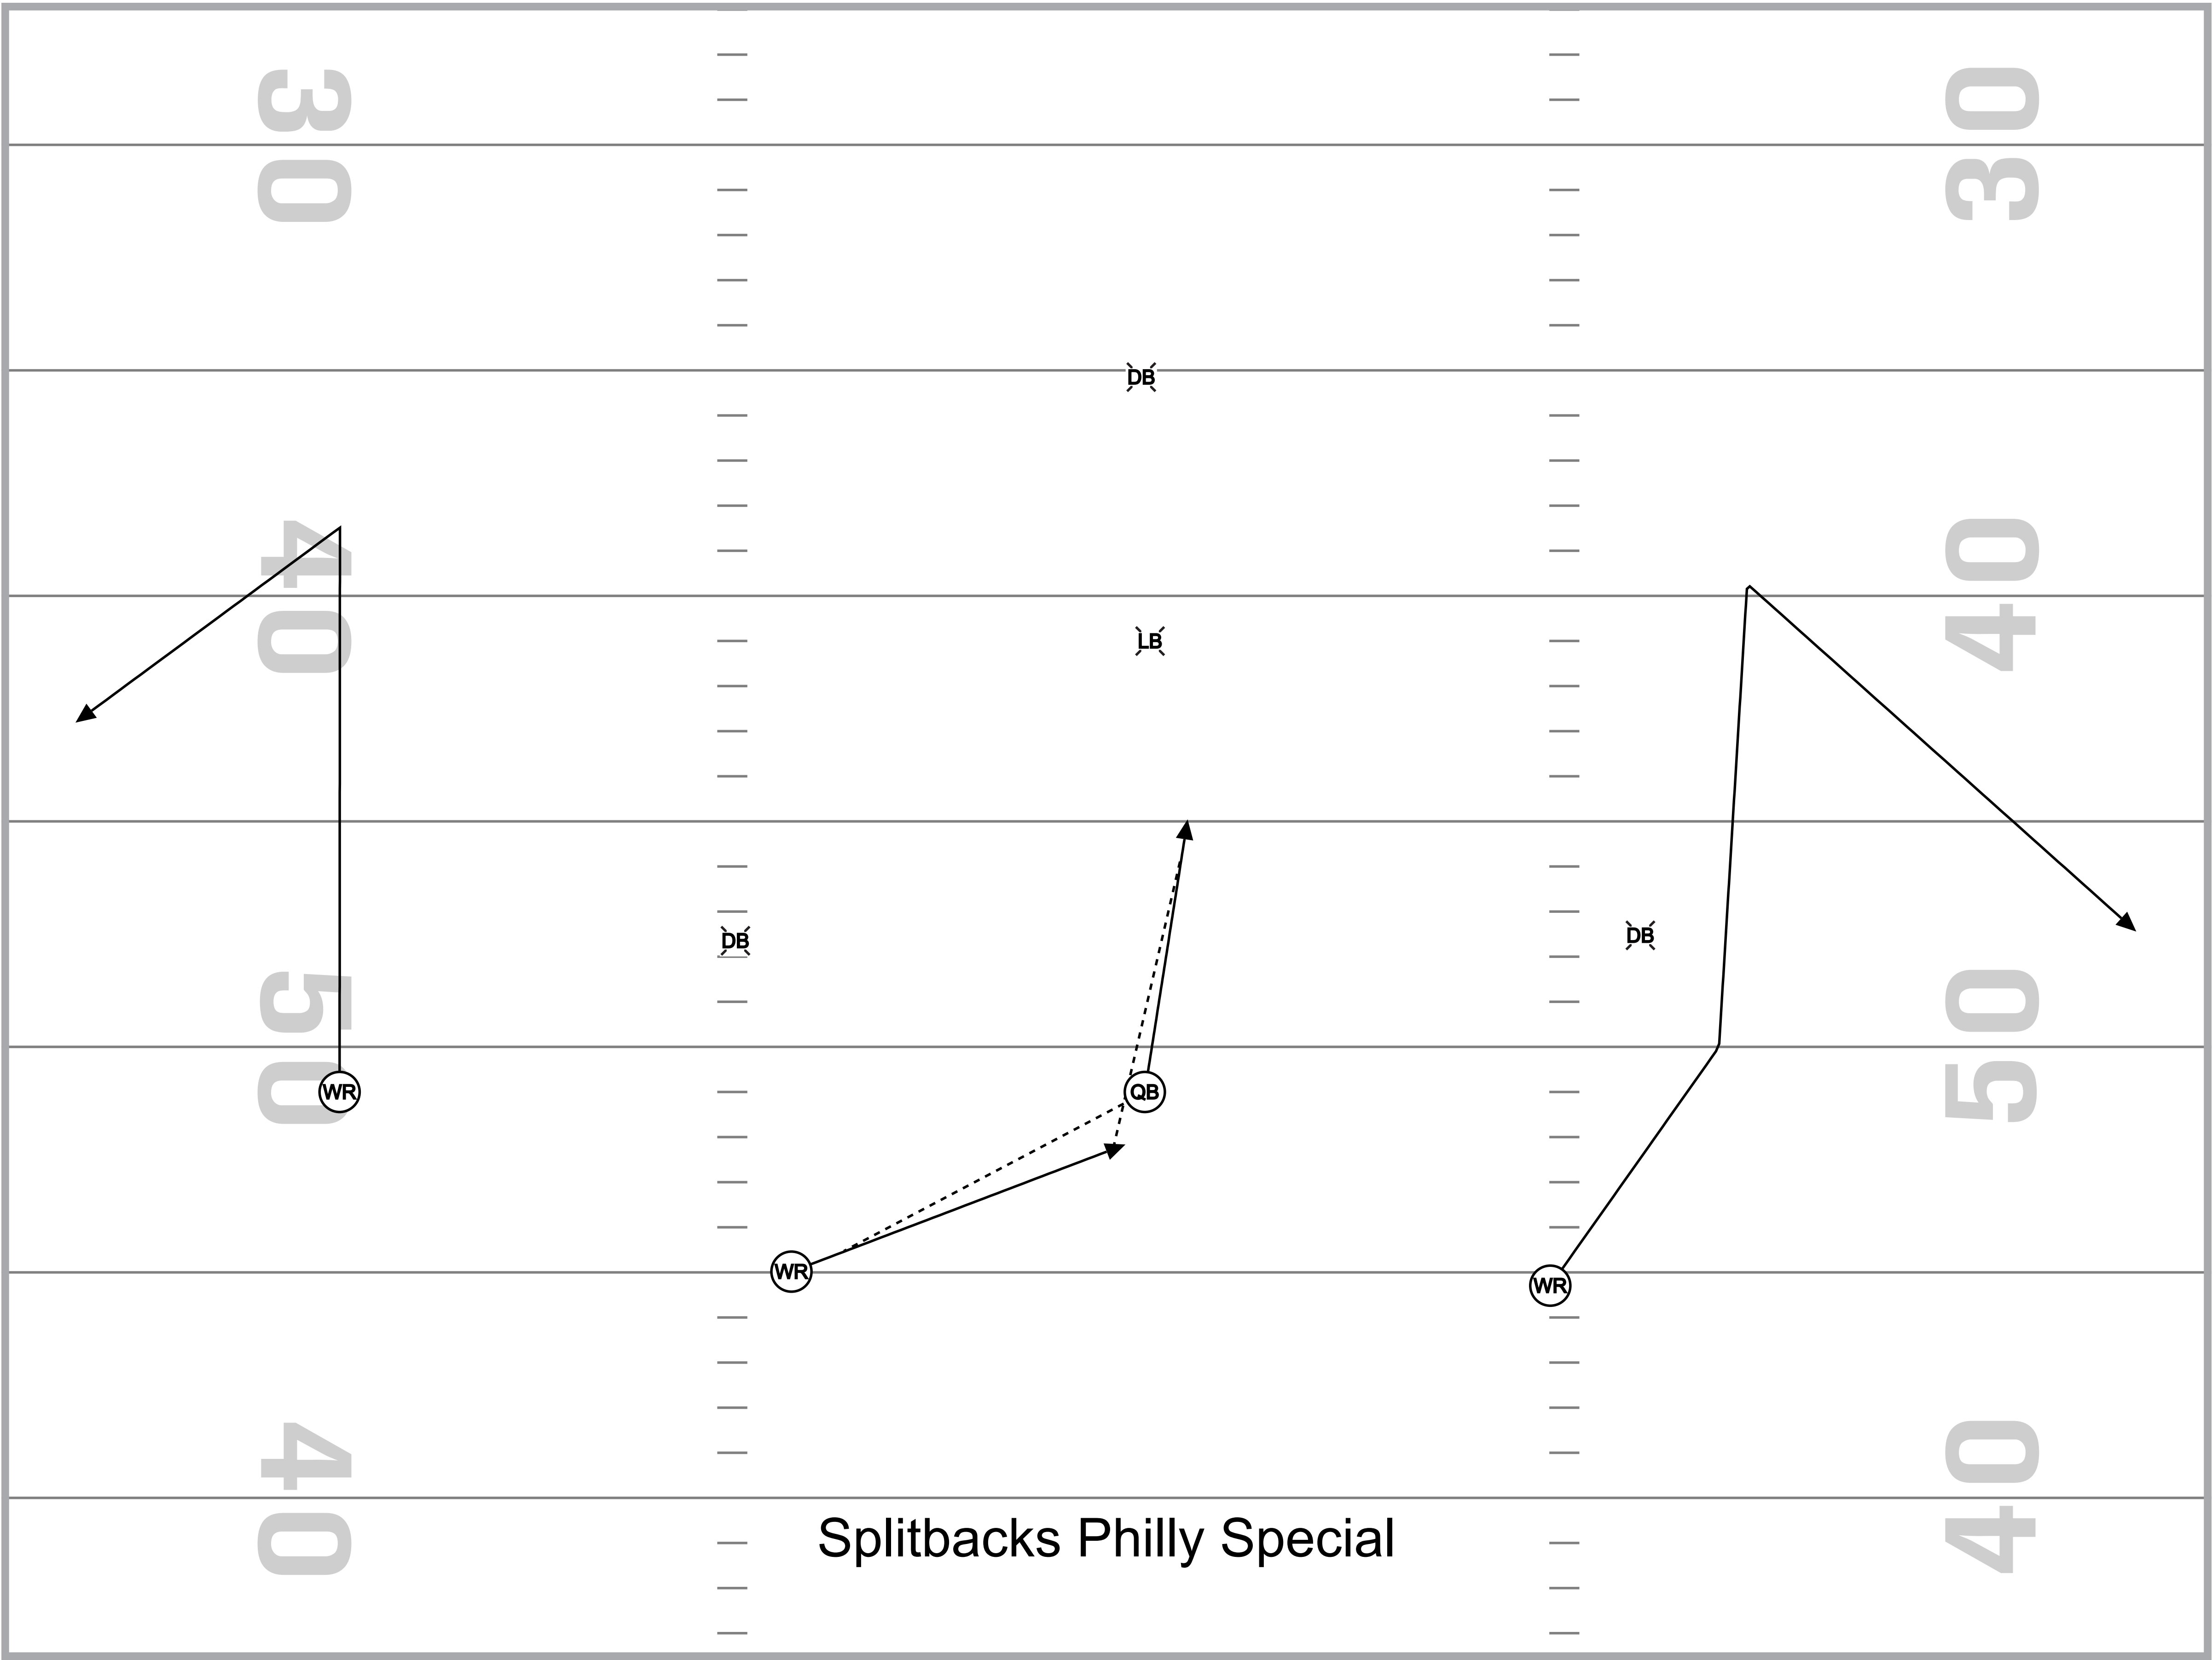 30 30
DB
40 40
LB
DB DB
50 50
WR QB
WR WR
40 40
Splitbacks Philly Special